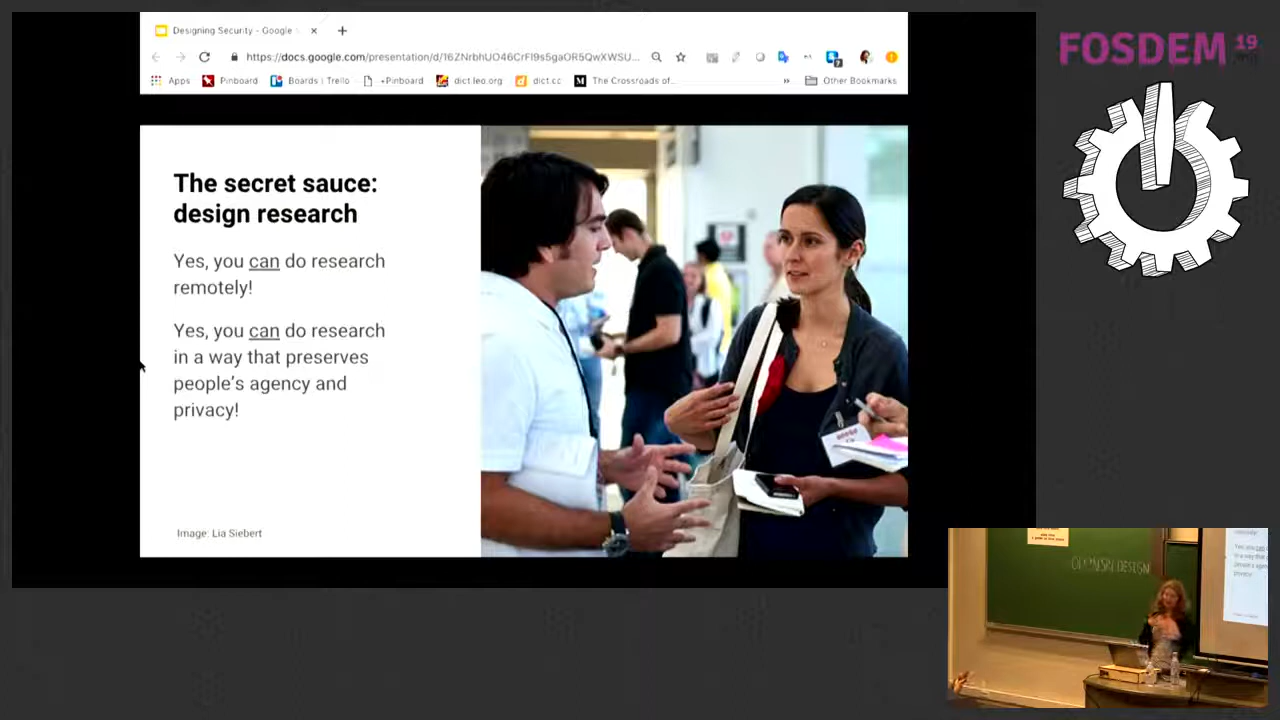 Designing Security - Google
FOSDEM 19
https://docs.google.com/presentation/d/16ZNrbhUO46CrFI9s5gaOR5QwXWSU...
Apps Pinboard Boards | Trello +Pinboard dict.leo.org dict.cc The Crossroads of... » Other Bookmarks
The secret sauce:
design research
Yes, you can do research
remotely!
Yes, you can do research
in a way that preserves
people's agency and
privacy!
Image: Lia Siebert
DESIGN